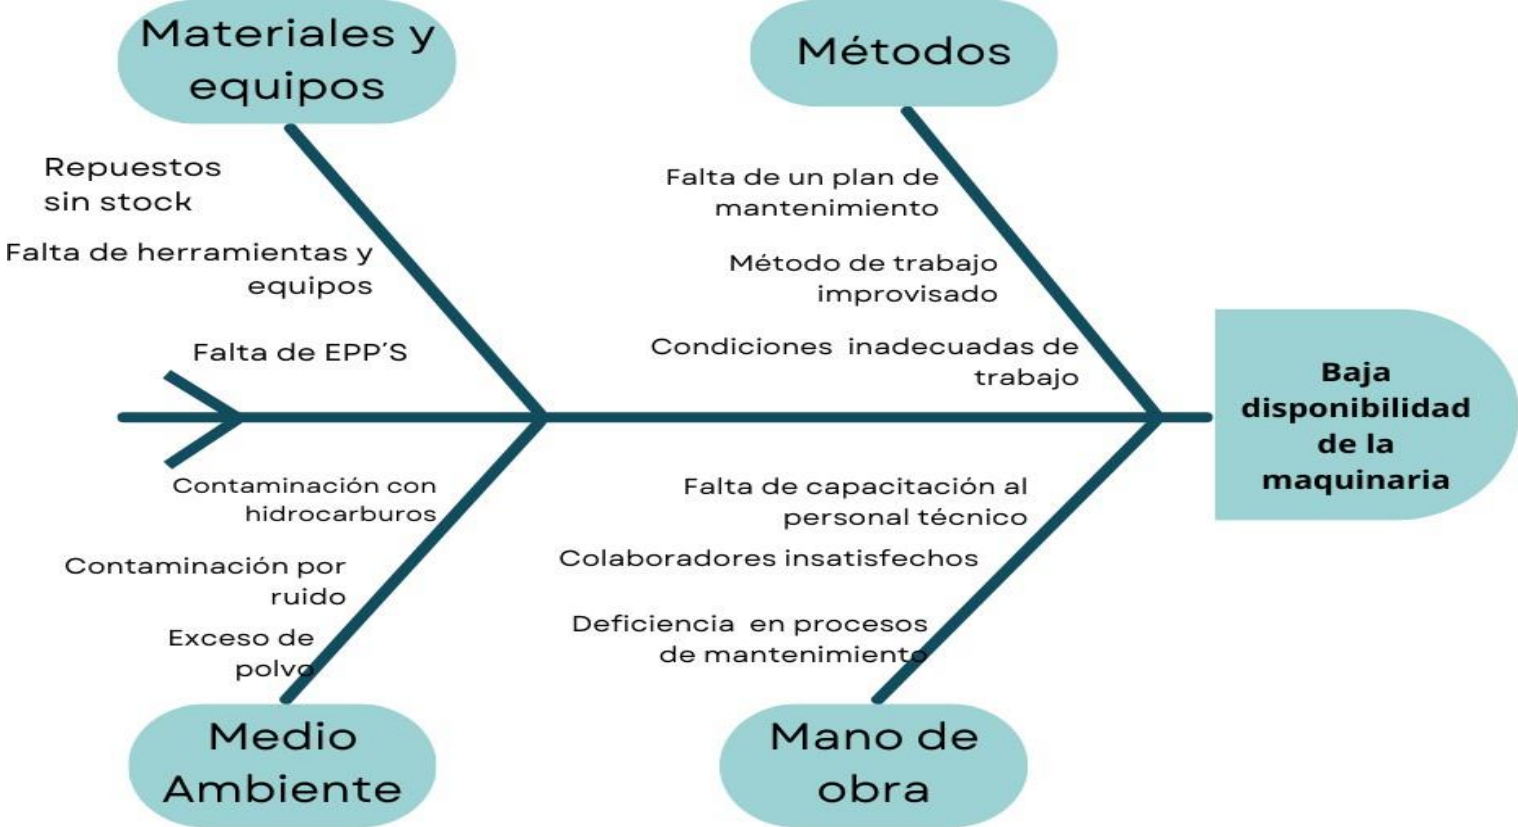 Materiales y
equipos
Métodos
Repuestos
sin stock
Falta de herramientas y
equipos
Falta de EPP´S
Falta de un plan de
mantenimiento
Método de trabajo
improvisado
Condiciones  inadecuadas de
trabajo
Baja
disponibilidad
de la
maquinaria
Contaminación con
hidrocarburos
Contaminación por
ruido
Exceso de
polvo
Falta de capacitación al
personal técnico
Colaboradores insatisfechos
Deficiencia  en procesos
de mantenimiento
Medio
Ambiente
Mano de
obra